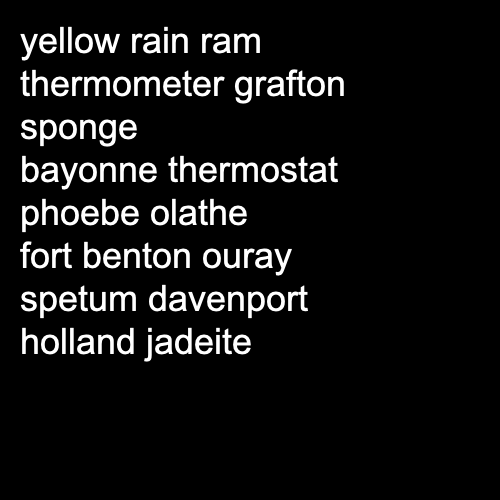 yellow rain ram
thermometer grafton
sponge
bayonne thermostat
phoebe olathe
fort benton ouray
spetum davenport
holland jadeite